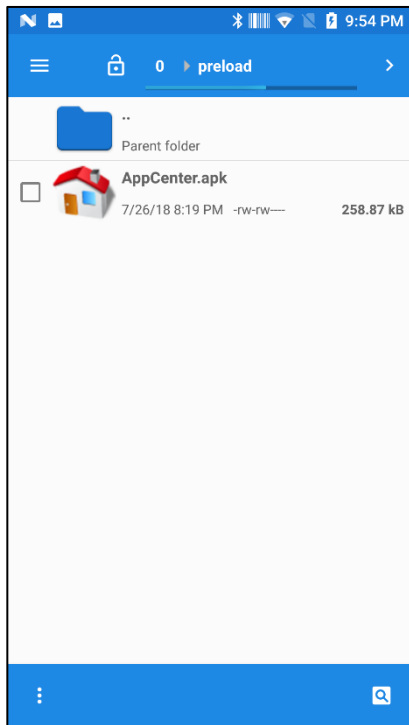 9:54 PM
0 preload
..
Parent folder
AppCenter.apk
7/26/18 8:19 PM -rw-rw---- 258.87 kB